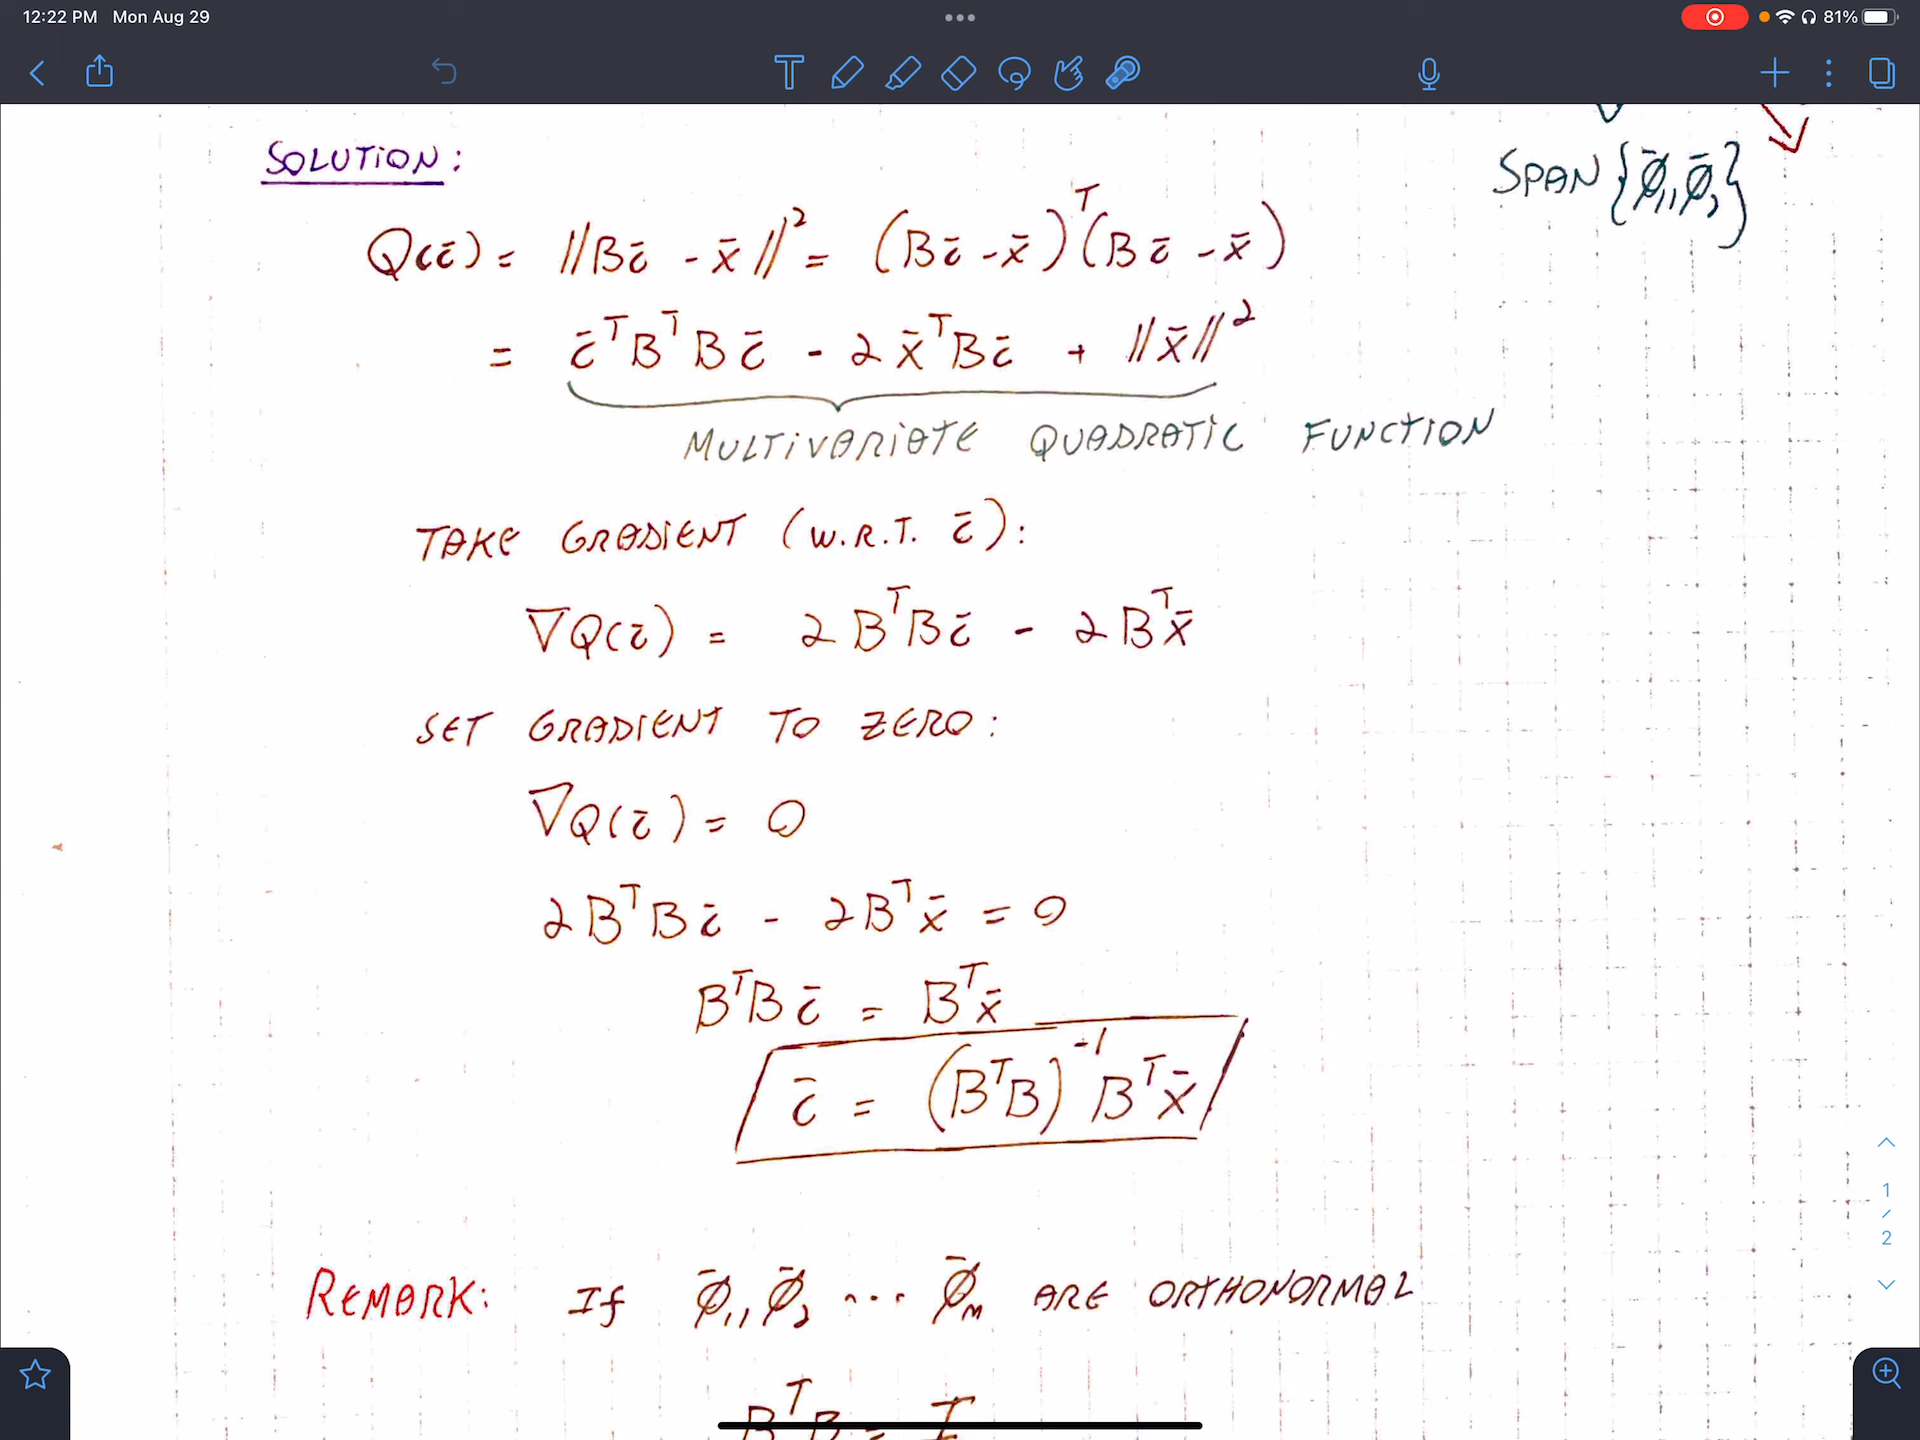 12:22 PM Mon Aug 29
81%
SOLUTION:
SPAN {φ̄₁, φ̄₂}
Q(c̄) = ||Bc̄ - x̄||² = (Bc̄ - x̄)ᵀ(Bc̄ - x̄)
= c̄ᵀBᵀBc̄ - 2x̄ᵀBc̄ + ||x̄||²
MULTIVARIATE QUADRATIC FUNCTION
TAKE GRADIENT (W.R.T. c̄):
∇Q(c̄) = 2BᵀBc̄ - 2Bᵀx̄
SET GRADIENT TO ZERO:
∇Q(c̄) = 0
2BᵀBc̄ - 2Bᵀx̄ = 0
BᵀBc̄ = Bᵀx̄
c̄ = (BᵀB)⁻¹Bᵀx̄
1
/
2
REMARK: If φ̄₁, φ̄₂ ... φ̄ₘ ARE ORTHONORMAL
BᵀB = I